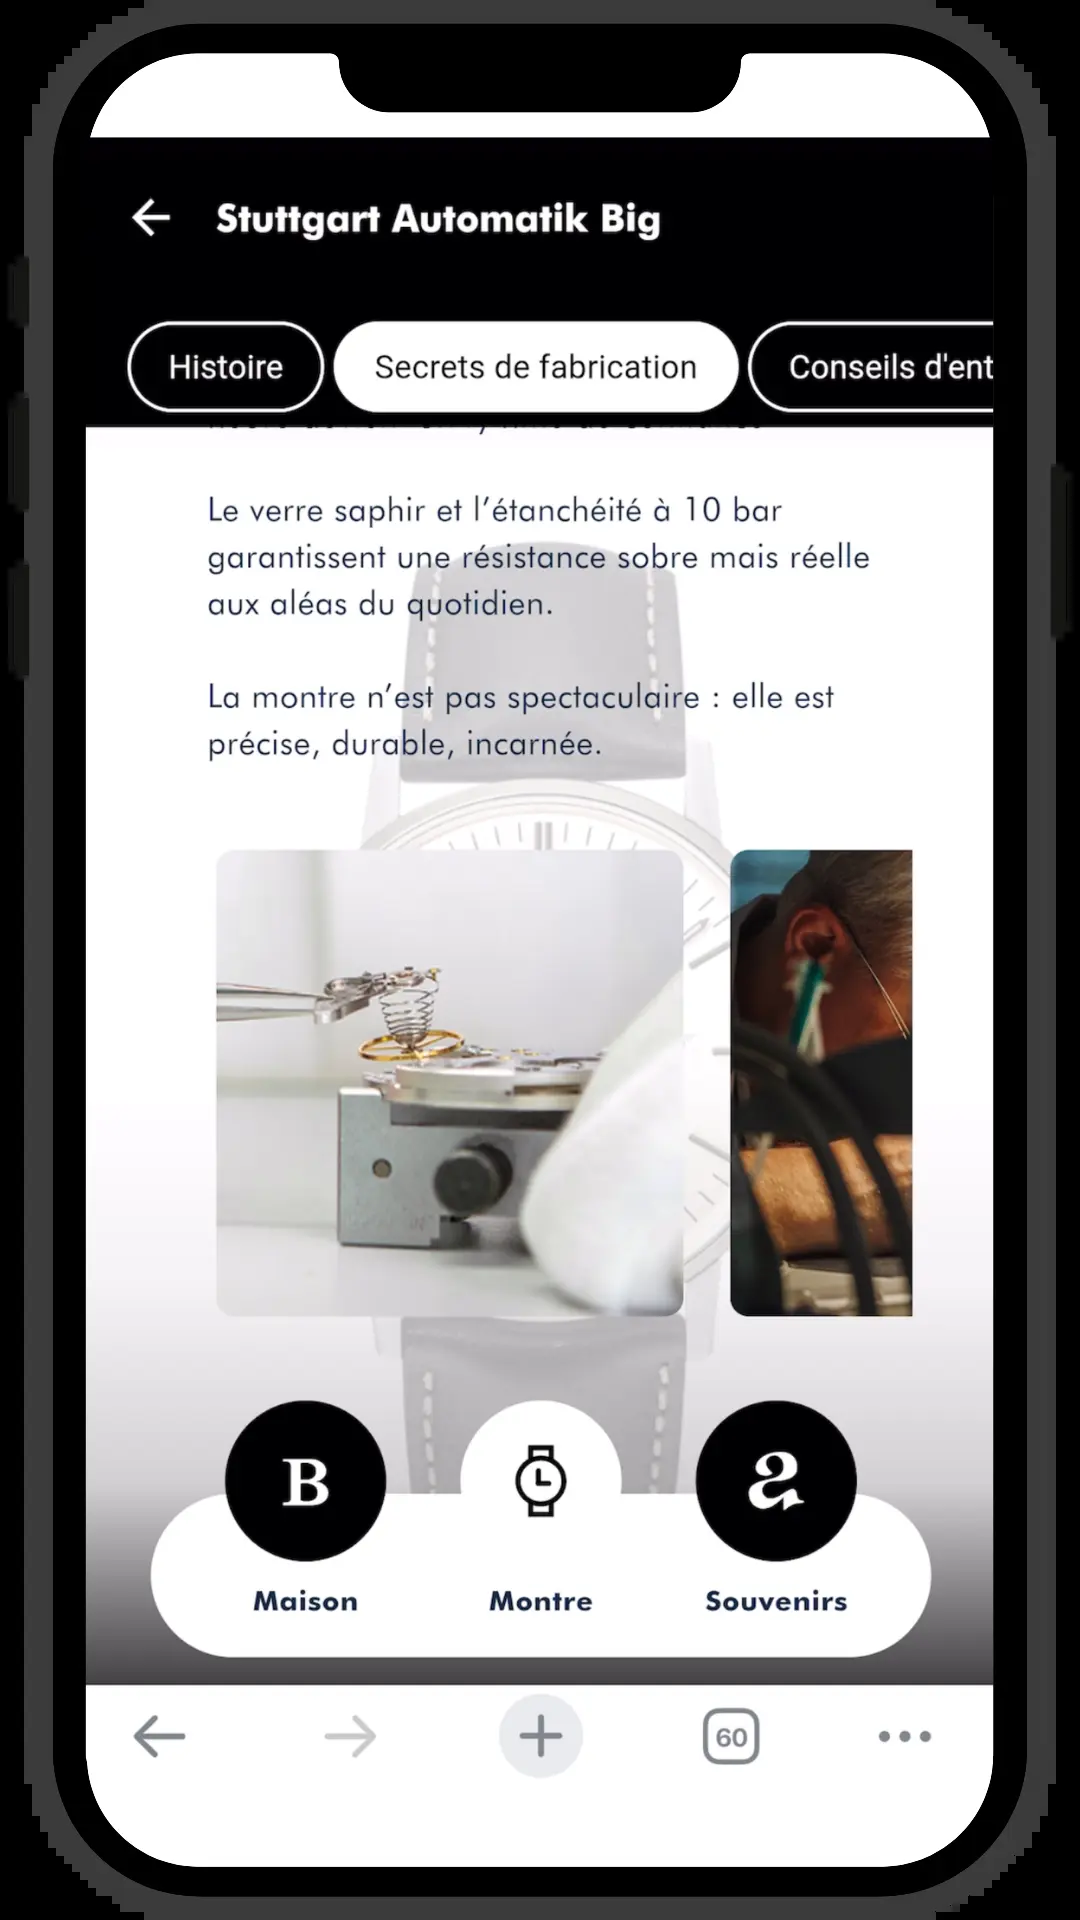 Stuttgart Automatik Big
Histoire
Secrets de fabrication
Conseils d'ent
Le verre saphir et l’étanchéité à 10 bar
garantissent une résistance sobre mais réelle
aux aléas du quotidien.
La montre n’est pas spectaculaire : elle est
précise, durable, incarnée.
B
a
Maison
Montre
Souvenirs
60